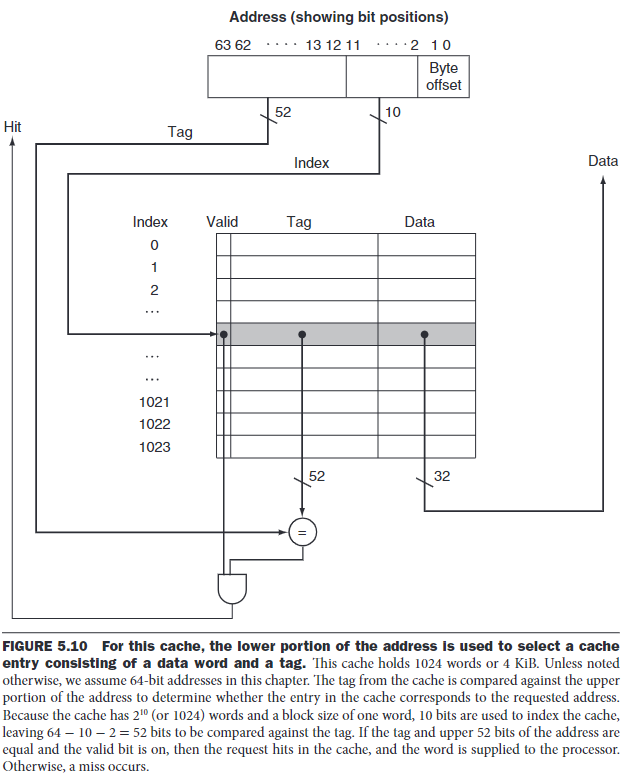 Address (showing bit positions)
63 62 · · · · 13 12 11 · · · · 2 1 0
Byte
offset
52
10
Hit
Tag
Index
Data
Index Valid Tag Data
0
1
2
...
...
...
1021
1022
1023
52
32
=
FIGURE 5.10 For this cache, the lower portion of the address is used to select a cache
entry consisting of a data word and a tag. This cache holds 1024 words or 4 KiB. Unless noted
otherwise, we assume 64-bit addresses in this chapter. The tag from the cache is compared against the upper
portion of the address to determine whether the entry in the cache corresponds to the requested address.
Because the cache has 2¹⁰ (or 1024) words and a block size of one word, 10 bits are used to index the cache,
leaving 64 − 10 − 2 = 52 bits to be compared against the tag. If the tag and upper 52 bits of the address are
equal and the valid bit is on, then the request hits in the cache, and the word is supplied to the processor.
Otherwise, a miss occurs.